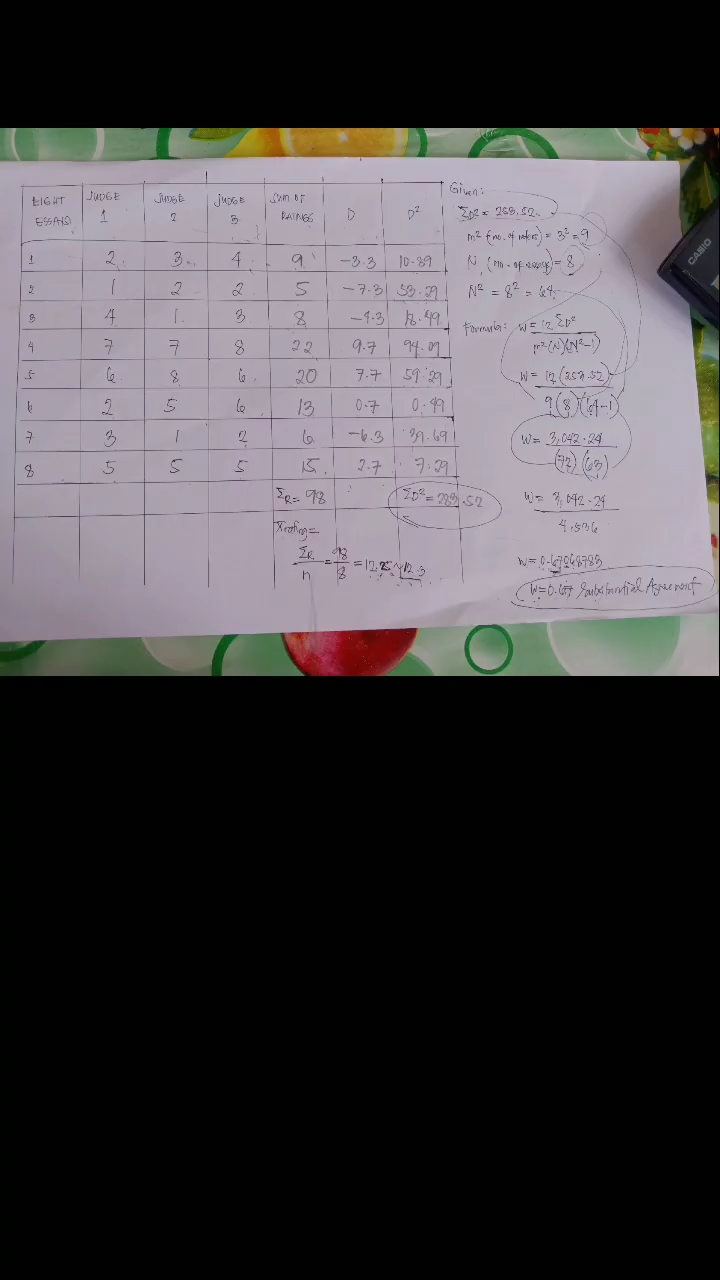 EIGHT ESSAYS JUDGE 1 JUDGE 2 JUDGE 3 SUM OF RATINGS D D²
1 2 3 4 9 -3.3 10.89
2 1 2 2 5 -7.3 53.29
3 4 1 3 8 -4.3 18.49
4 7 7 8 22 9.7 94.09
5 6 8 6 20 7.7 59.29
6 2 5 6 13 0.7 0.49
7 3 1 2 6 -6.3 39.69
8 5 5 5 15 2.7 7.29
ΣR = 98 ΣD² = 283.52
X rating =
ΣR/n = 98/8 = 12.25 ~ 12.3
Given:
ΣD² = 253.52
m² (no. of raters) = 3² = 9
N (no. of essays) = 8
N² = 8² = 64
Formula: W = 12 ΣD²
m²(N)(N²-1)
W = 12 (253.52)
9(8)(64-1)
W = 3,042.24
(72)(63)
W = 3,042.24
4,536
W = 0.67068783
W = 0.67 Substantial Agreement
CASIO